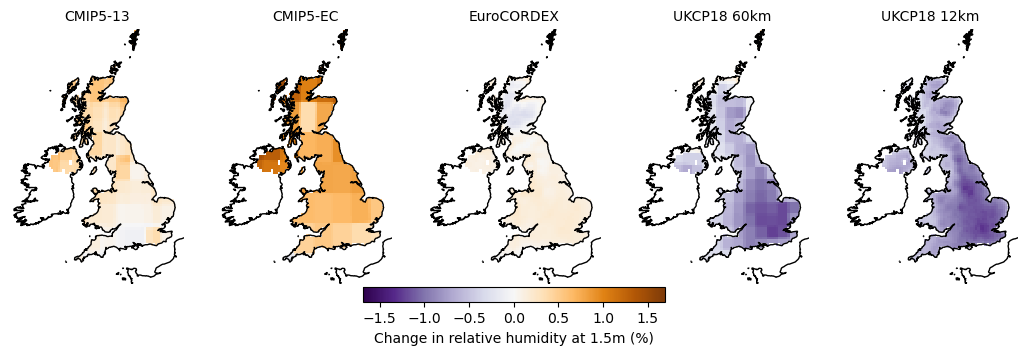 CMIP5-13 CMIP5-EC EuroCORDEX UKCP18 60km UKCP18 12km
−1.5 −1.0 −0.5 0.0 0.5 1.0 1.5
Change in relative humidity at 1.5m (%)